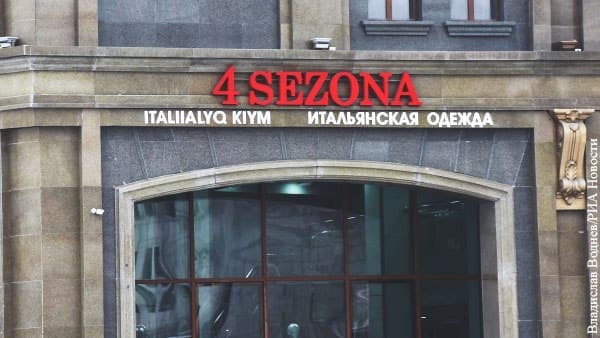 4 SEZONA
ITALIIALYQ KIYM ИТАЛЬЯНСКАЯ ОДЕЖДА
Владислав Воднев/РИА Новости